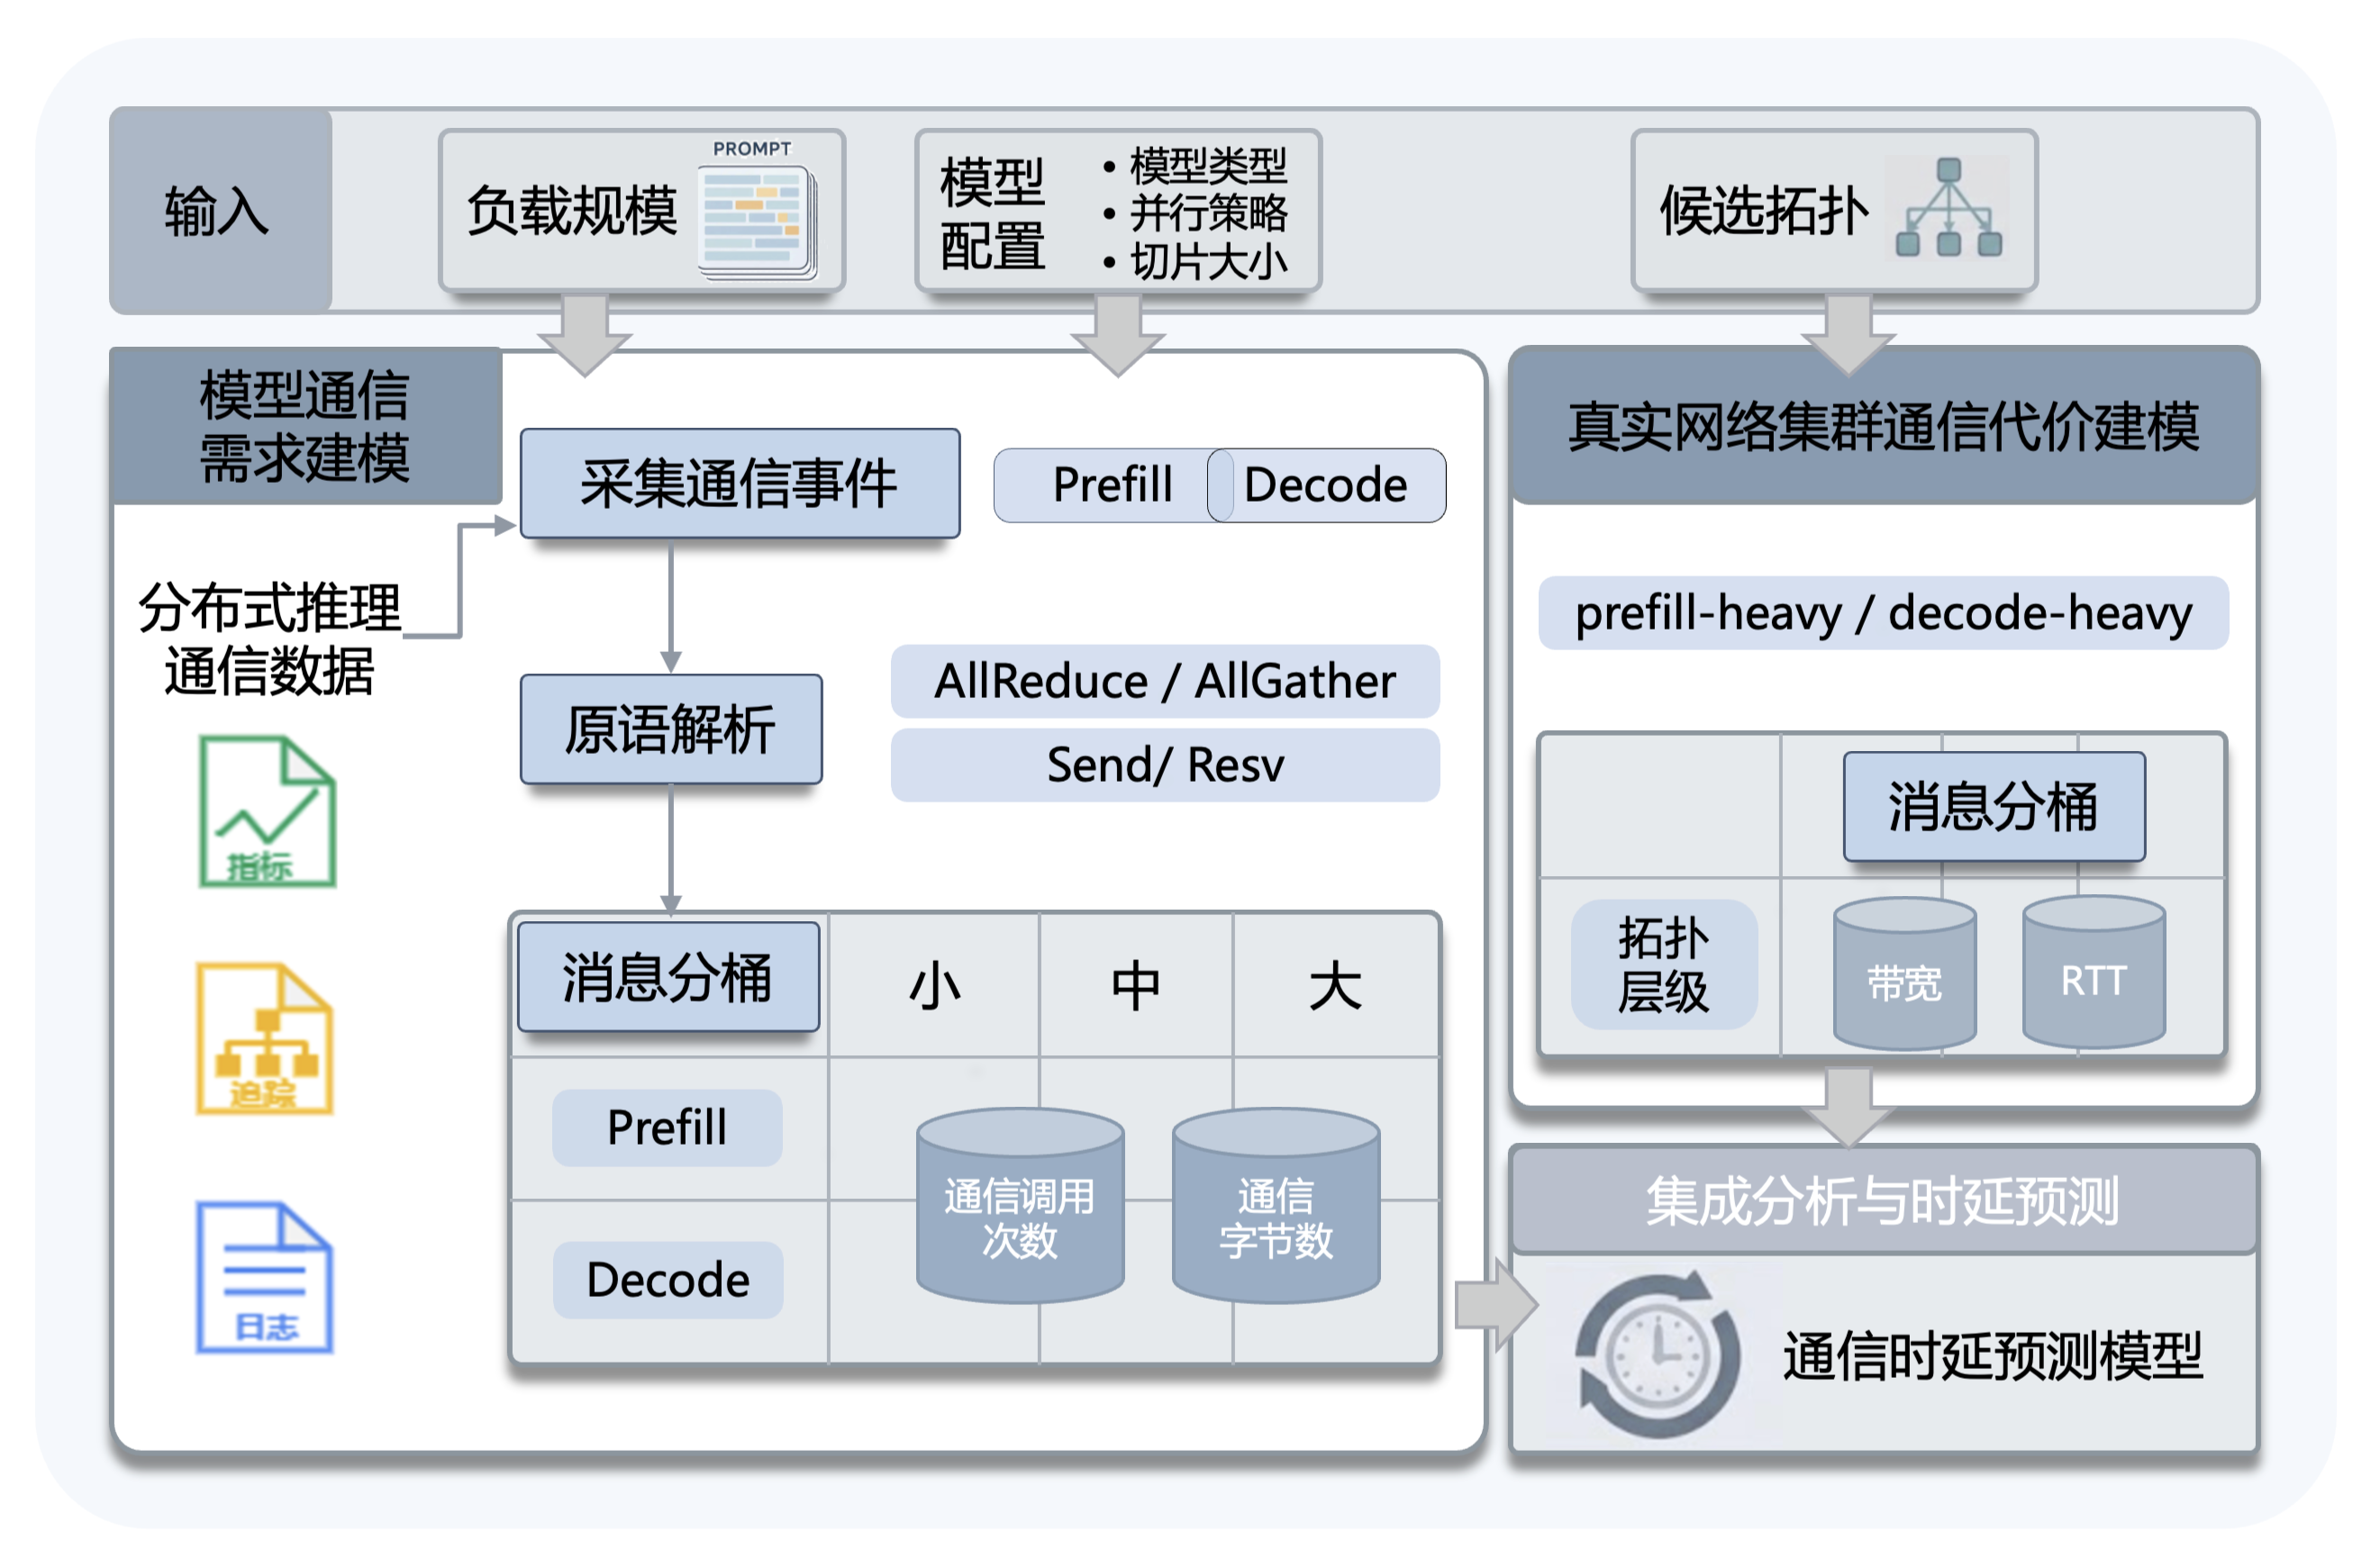 输入
负载规模
PROMPT
模型
配置
• 模型类型
• 并行策略
• 切片大小
候选拓扑
模型通信
需求建模
采集通信事件
Prefill
Decode
分布式推理
通信数据
原语解析
AllReduce / AllGather
Send/ Resv
指标
追踪
日志
消息分桶
小
中
大
Prefill
Decode
通信调用
次数
通信
字节数
真实网络集群通信代价建模
prefill-heavy / decode-heavy
消息分桶
拓扑
层级
带宽
RTT
集成分析与时延预测
通信时延预测模型